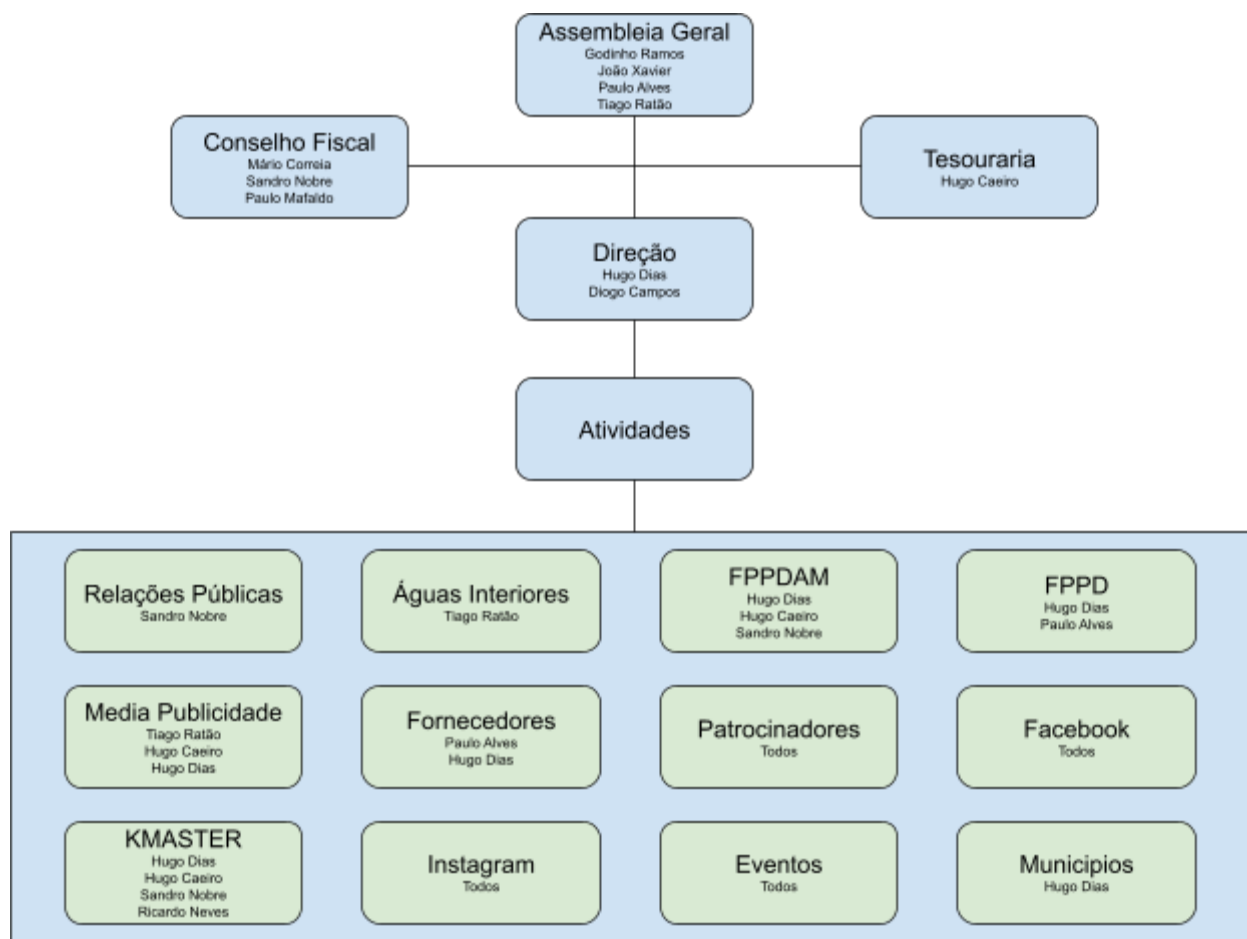 Assembleia Geral
Godinho Ramos
João Xavier
Paulo Alves
Tiago Ratão
Conselho Fiscal
Mário Correia
Sandro Nobre
Paulo Mafaldo
Tesouraria
Hugo Caeiro
Direção
Hugo Dias
Diogo Campos
Atividades
Relações Públicas
Sandro Nobre
Águas Interiores
Tiago Ratão
FPPDAM
Hugo Dias
Hugo Caeiro
Sandro Nobre
FPPD
Hugo Dias
Paulo Alves
Media Publicidade
Tiago Ratão
Hugo Caeiro
Hugo Dias
Fornecedores
Paulo Alves
Hugo Dias
Patrocinadores
Todos
Facebook
Todos
KMASTER
Hugo Dias
Hugo Caeiro
Sandro Nobre
Ricardo Neves
Instagram
Todos
Eventos
Todos
Municipios
Hugo Dias